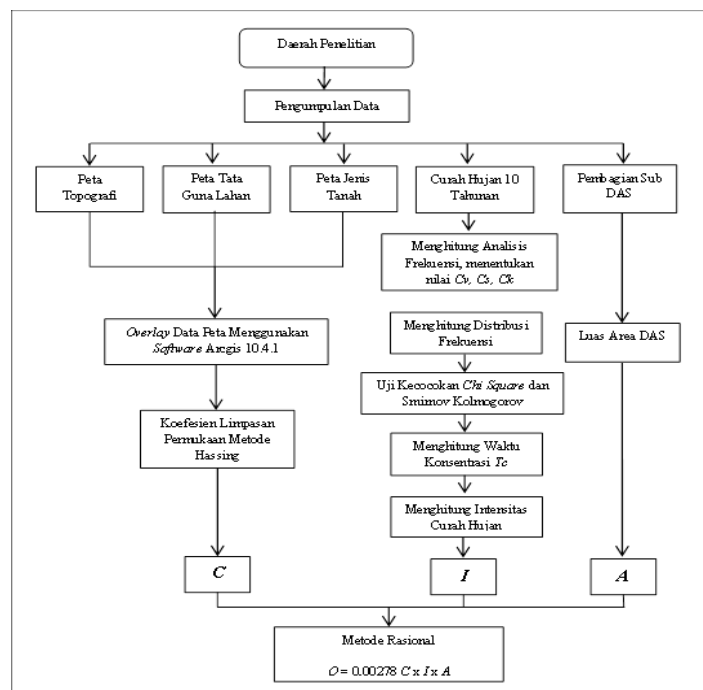 Daerah Penelitian
Pengumpulan Data
Peta
Topografi
Peta Tata
Guna Lahan
Peta Jenis
Tanah
Curah Hujan 10
Tahunan
Pembagian Sub
DAS
Menghitung Analisis
Frekuensi, menentukan
nilai Cv, Cs, Ck
Overlay Data Peta Menggunakan
Software Arcgis 10.4.1
Menghitung Distribusi
Frekuensi
Luas Area DAS
Uji Kecocokan Chi Square dan
Smirnov Kolmogorov
Koefesien Limpasan
Permukaan Metode
Hassing
Menghitung Waktu
Konsentrasi Tc
Menghitung Intensitas
Curah Hujan
C
I
A
Metode Rasional
Q = 0.00278 C x I x A